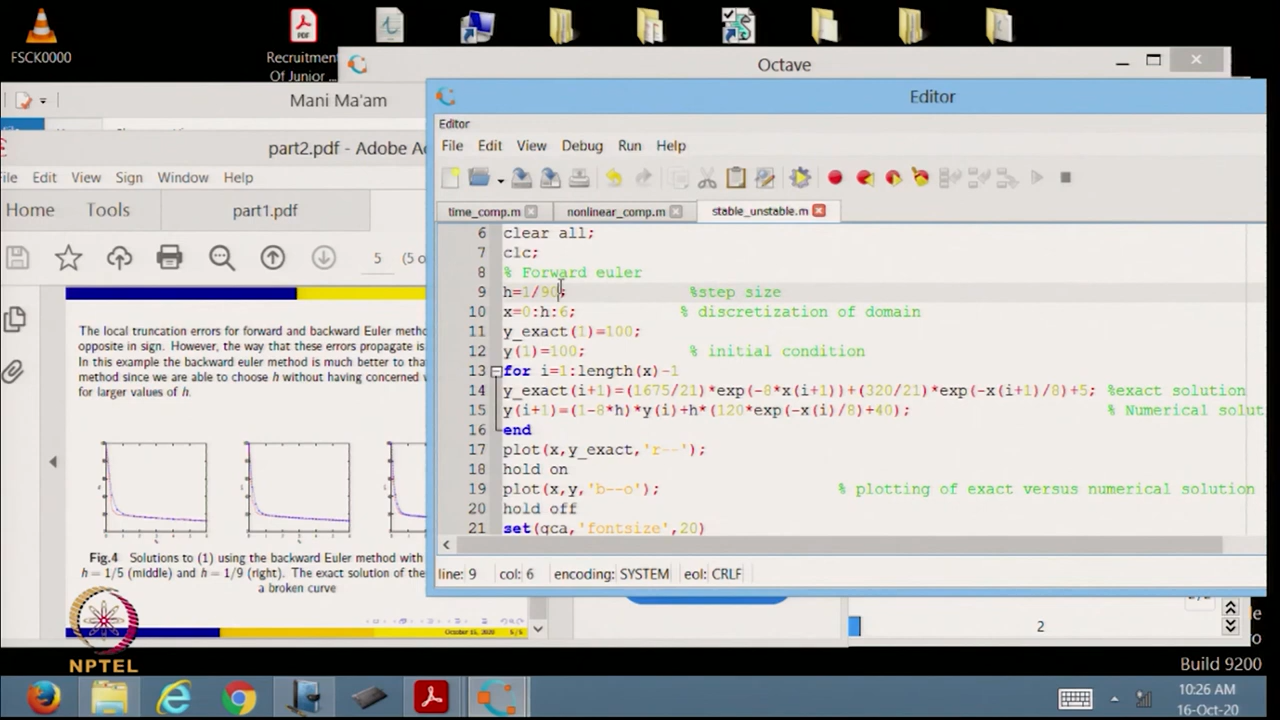 FSCK0000
Recruitment
Of Junior ...
Octave
Mani Ma'am
Editor
part2.pdf - Adobe Ac
Editor
File Edit View Debug Run Help
File Edit View Sign Window Help
Home Tools part1.pdf
time_comp.m nonlinear_comp.m stable_unstable.m
5 (5 o
6 clear all;
7 clc;
8 % Forward euler
9 h=1/90; %step size
10 x=0:h:6; % discretization of domain
11 y_exact(1)=100;
12 y(1)=100; % initial condition
13 for i=1:length(x)-1
14 y_exact(i+1)=(1675/21)*exp(-8*x(i+1))+(320/21)*exp(-x(i+1)/8)+5; %exact solution
15 y(i+1)=(1-8*h)*y(i)+h*(120*exp(-x(i)/8)+40); % Numerical solut
16 end
17 plot(x,y_exact,'r--');
18 hold on
19 plot(x,y,'b--o'); % plotting of exact versus numerical solution
20 hold off
21 set(gca,'fontsize',20)
line: 9 col: 6 encoding: SYSTEM eol: CRLF
The local truncation errors for forward and backward Euler metho
opposite in sign. However, the way that these errors propagate is
In this example the backward euler method is much better to tha
method since we are able to choose h without having concerned v
for larger values of h.
Fig.4 Solutions to (1) using the backward Euler method with
h = 1/5 (middle) and h = 1/9 (right). The exact solution of the
a broken curve
October 15, 2020 5/5
NPTEL
2
Build 9200
10:26 AM
16-Oct-20